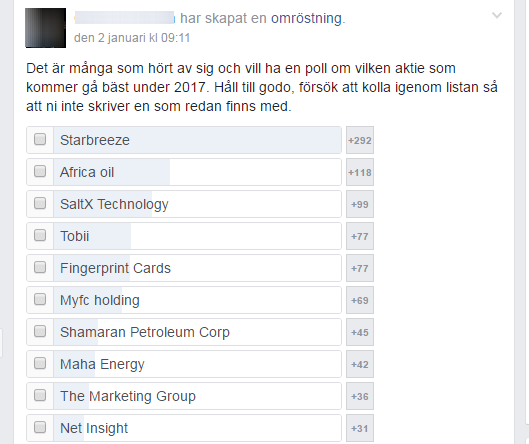 har skapat en omröstning.
den 2 januari kl 09:11
Det är många som hört av sig och vill ha en poll om vilken aktie som
kommer gå bäst under 2017. Håll till godo, försök att kolla igenom listan så
att ni inte skriver en som redan finns med.
Starbreeze +292
Africa oil +118
SaltX Technology +99
Tobii +77
Fingerprint Cards +77
Myfc holding +69
Shamaran Petroleum Corp +45
Maha Energy +42
The Marketing Group +36
Net Insight +31